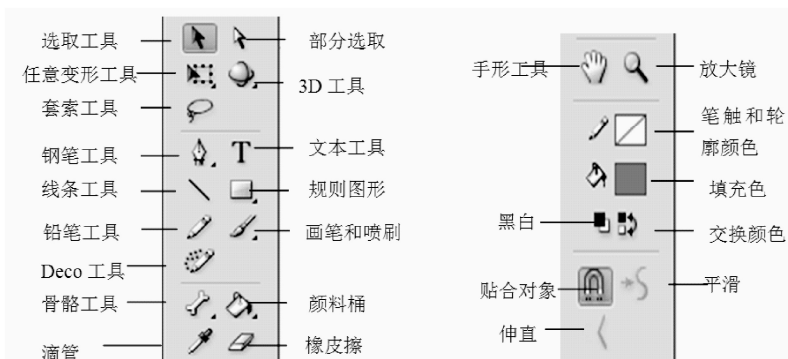 选取工具
部分选取
任意变形工具
3D 工具
套索工具
钢笔工具
文本工具
线条工具
规则图形
铅笔工具
画笔和喷刷
Deco 工具
骨骼工具
颜料桶
滴管
橡皮擦
手形工具
放大镜
笔触和轮
廓颜色
填充色
黑白
交换颜色
贴合对象
平滑
伸直